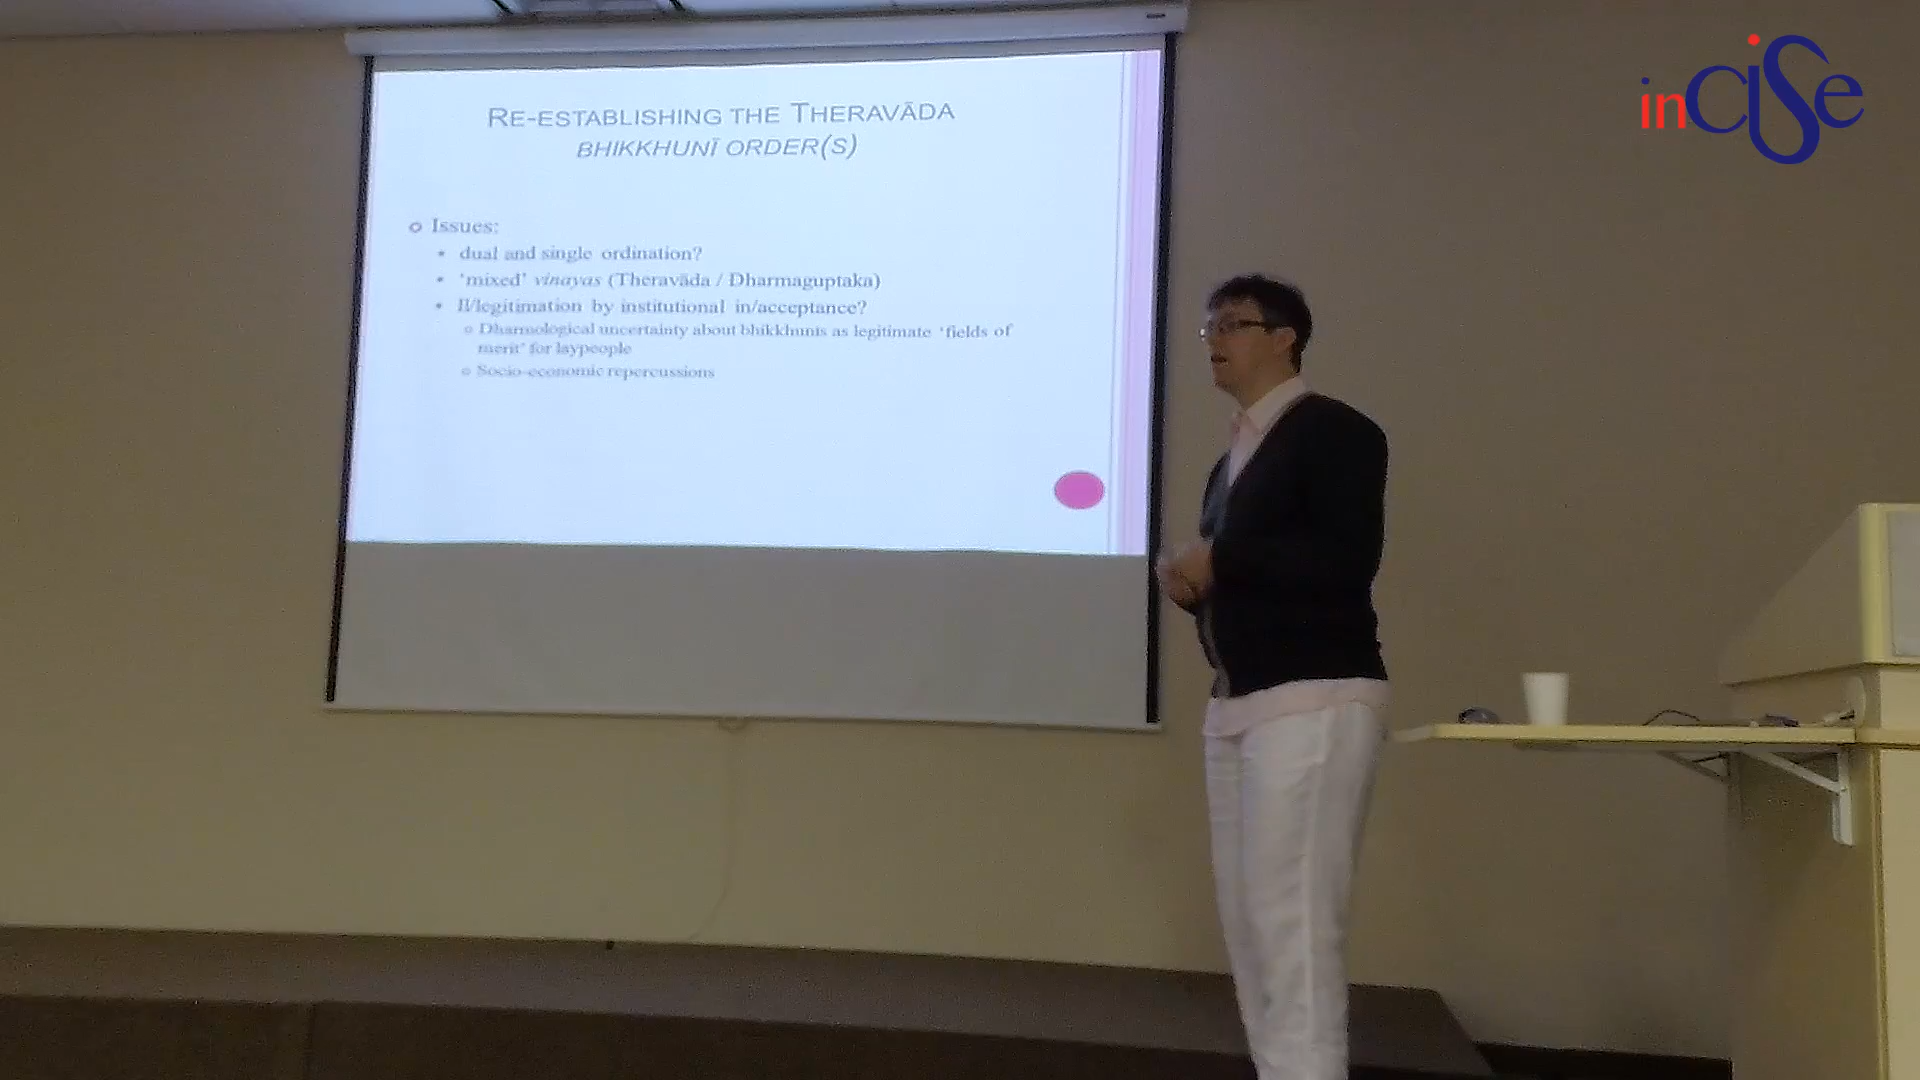 RE-ESTABLISHING THE THERAVĀDA
BHIKKHUNĪ ORDER(S)
Issues:
dual and single ordination?
'mixed' vinayas (Theravāda / Dharmaguptaka)
Il/legitimation by institutional in/acceptance?
Dharmological uncertainty about bhikkhunis as legitimate 'fields of
merit' for laypeople
Socio-economic repercussions
inCISe